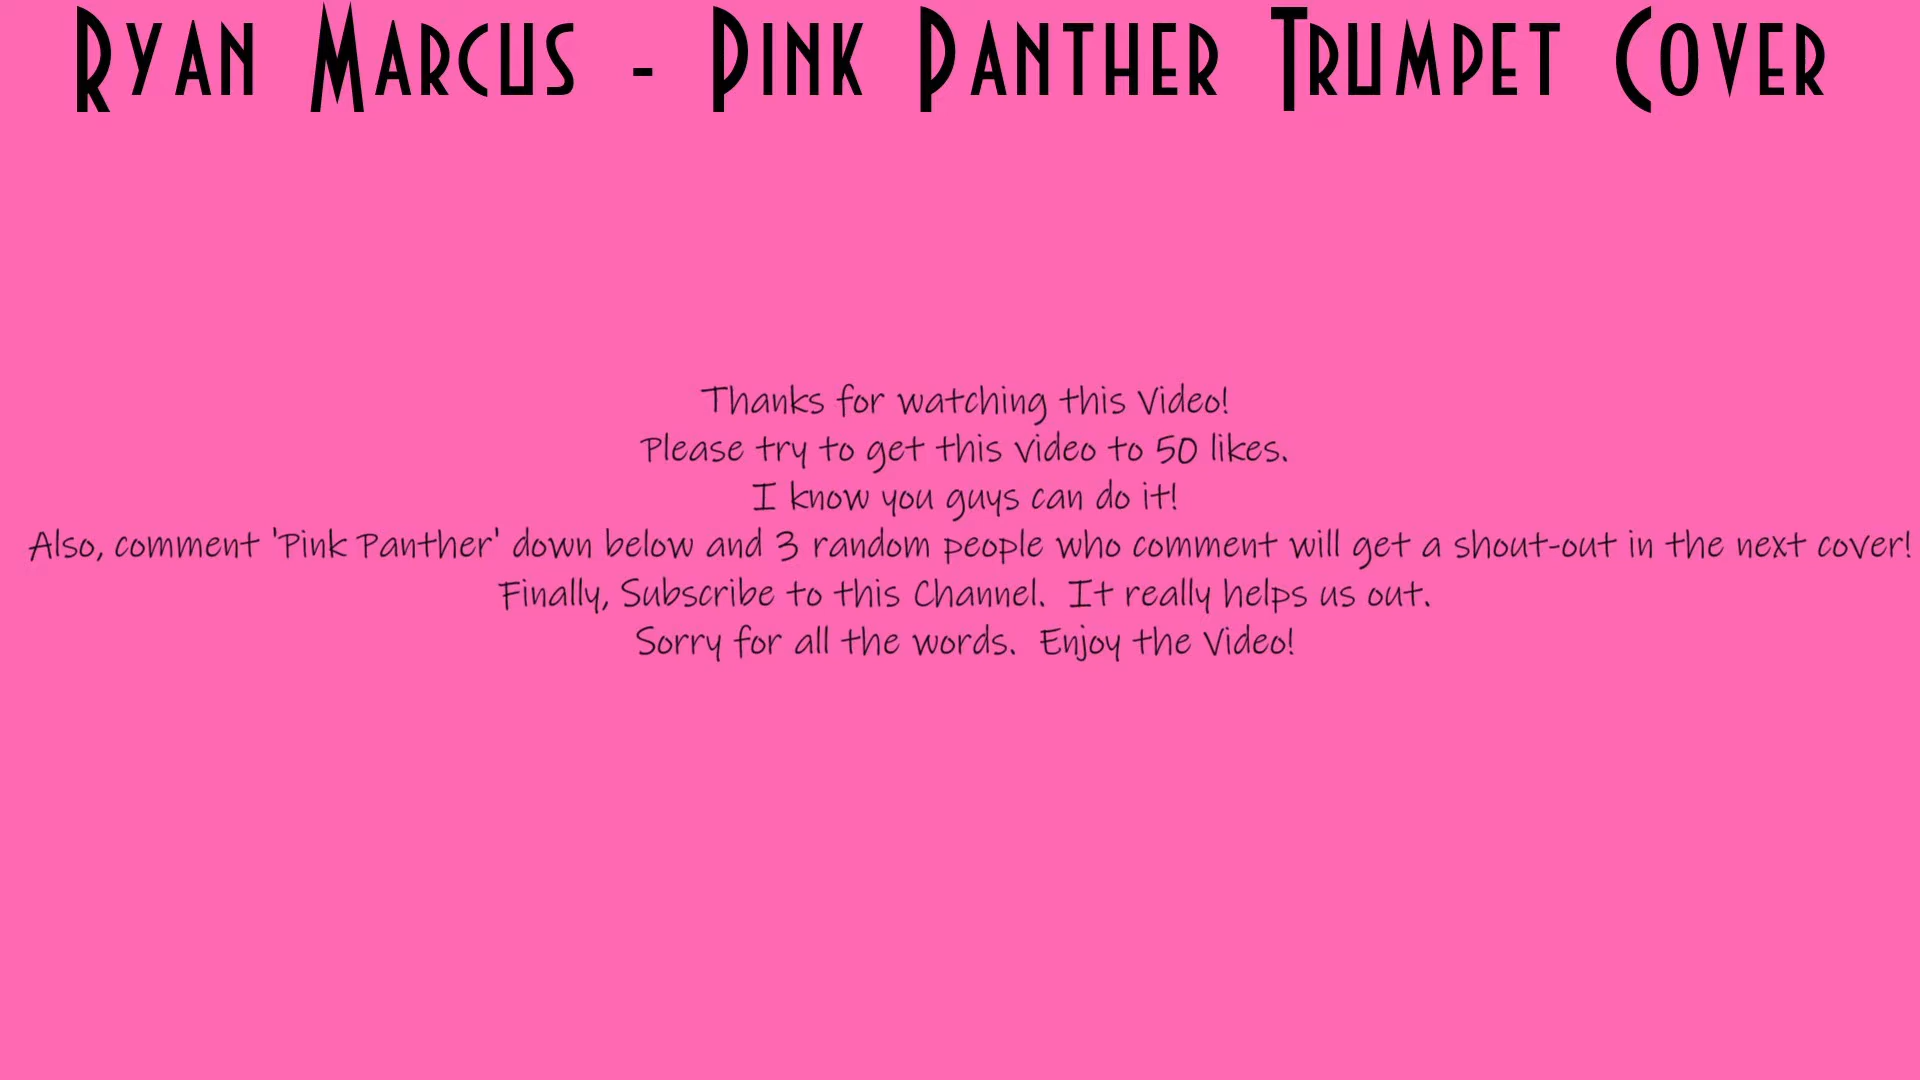 Ryan Marcus - Pink Panther Trumpet Cover
Thanks for watching this Video!
Please try to get this video to 50 likes.
I know you guys can do it!
Also, comment 'Pink Panther' down below and 3 random people who comment will get a shout-out in the next cover!
Finally, Subscribe to this Channel.  It really helps us out.
Sorry for all the words.  Enjoy the Video!